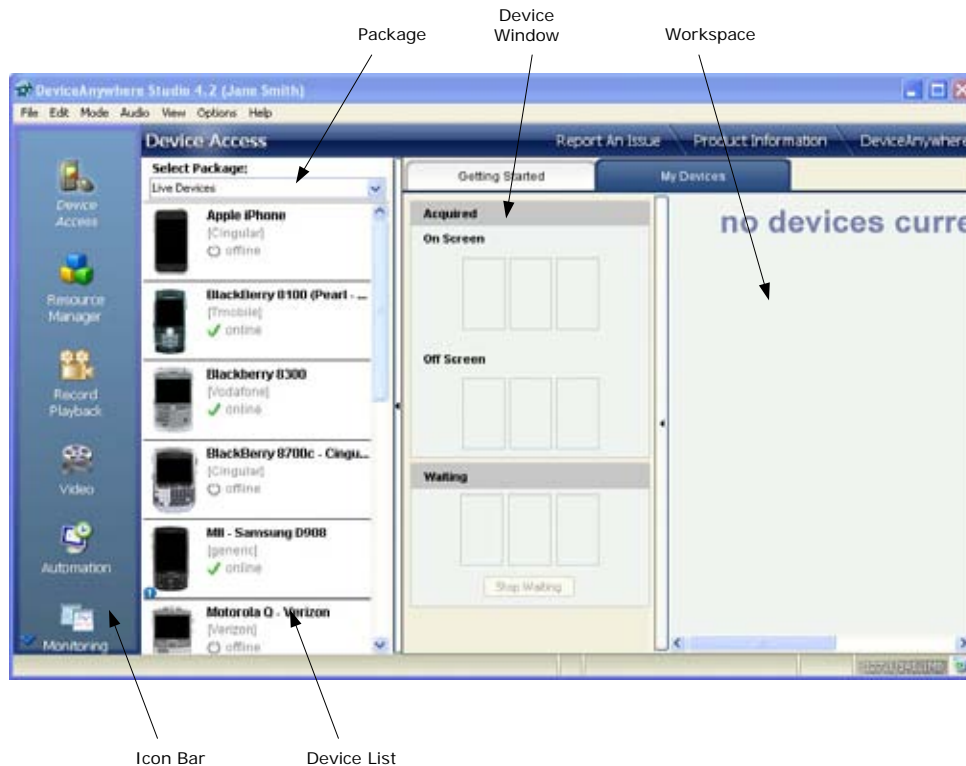 Package
Device
Window
Workspace
DeviceAnywhere Studio 4.2 (Jane Smith)
File Edit Mode Audio View Options Help
Device Access
Report An Issue
Product Information
DeviceAnywhere
Select Package:
Live Devices
Getting Started
My Devices
Device
Access
Resource
Manager
Record
Playback
Video
Automation
Monitoring
Apple iPhone
[Cingular]
offline
BlackBerry 8100 (Pearl - ...
[Tmobile]
online
Blackberry 8300
[Vodafone]
online
BlackBerry 8700c - Cingu...
[Cingular]
offline
MII - Samsung D908
[generic]
online
Motorola Q - Verizon
[Verizon]
offline
Acquired
On Screen
Off Screen
Waiting
Stop Waiting
no devices curre
Icon Bar
Device List